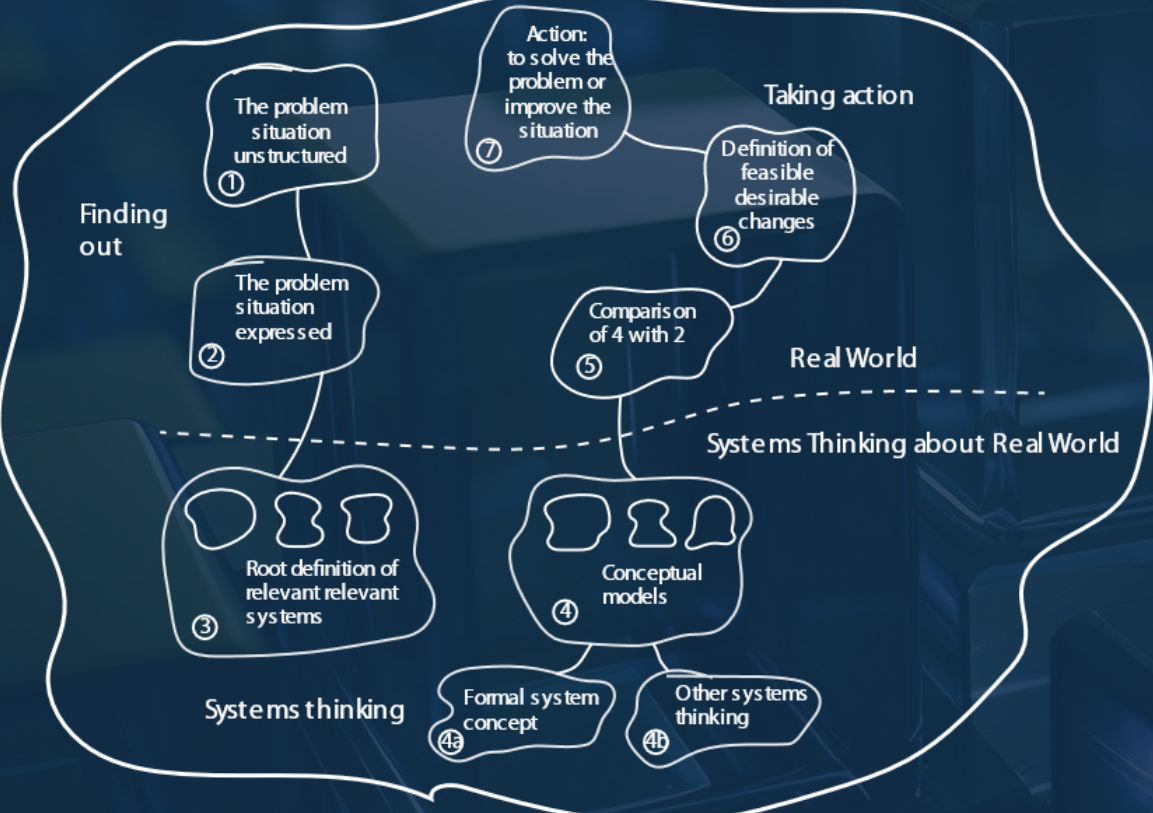 The problem
situation
unstructured
1
Finding
out
The problem
situation
expressed
2
Root definition of
relevant relevant
systems
3
Systems thinking
Conceptual
models
4
Formal system
concept
4a
Other systems
thinking
4b
Comparison
of 4 with 2
5
Definition of
feasible
desirable
changes
6
Action:
to solve the
problem or
improve the
situation
7
Taking action
Real World
Systems Thinking about Real World